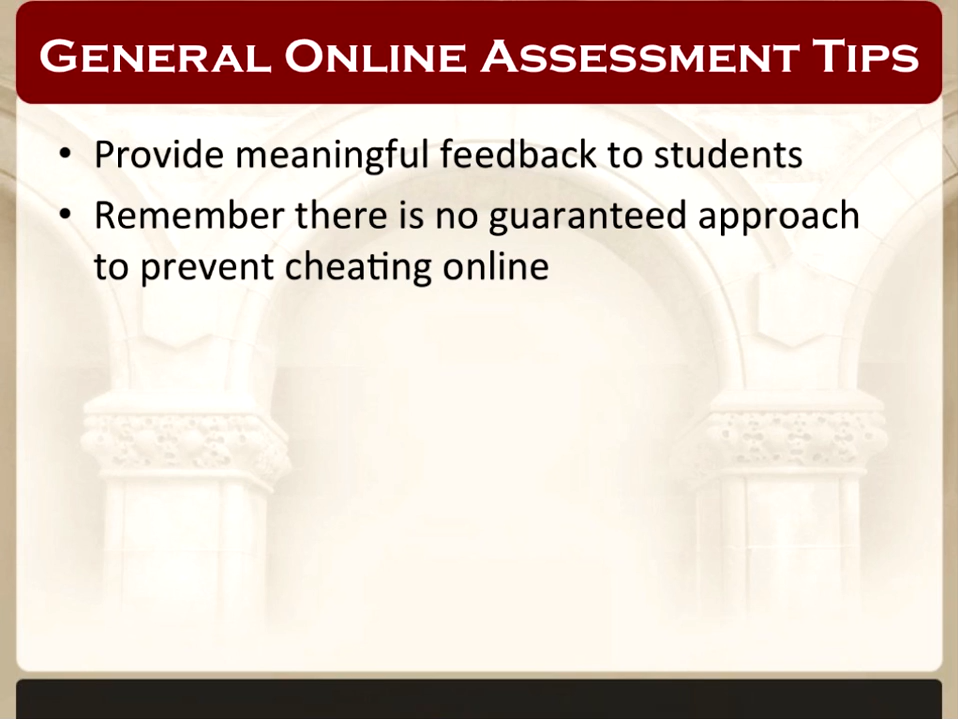 General Online Assessment Tips
• Provide meaningful feedback to students
• Remember there is no guaranteed approach
to prevent cheating online